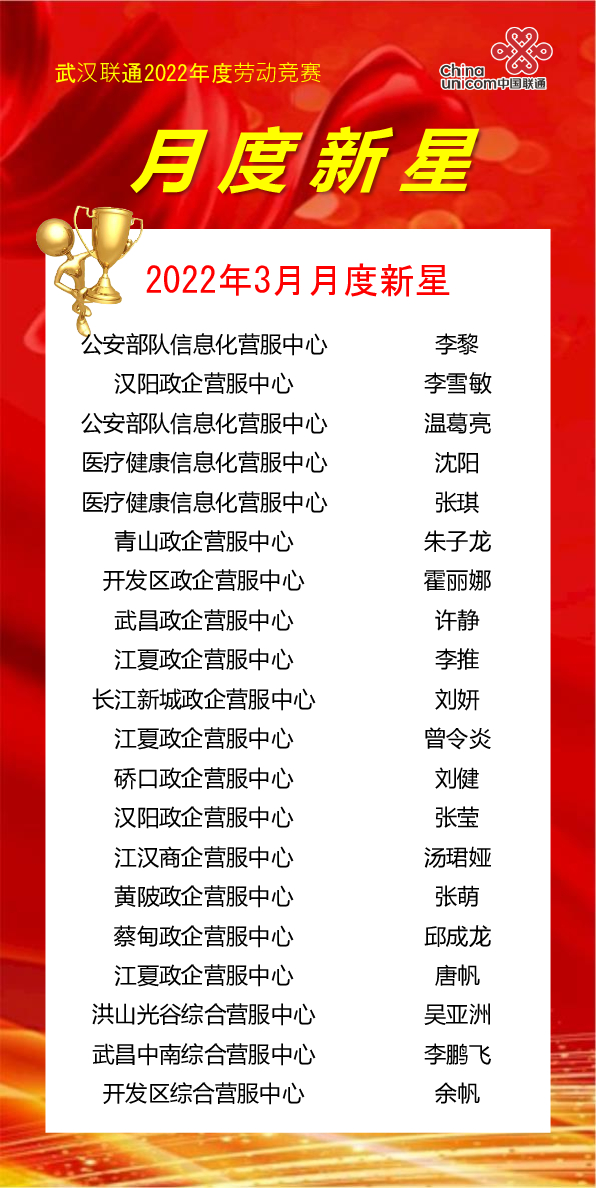 武汉联通2022年度劳动竞赛
China
unicom中国联通
月度新星
2022年3月月度新星
公安部队信息化营服中心 李黎
汉阳政企营服中心 李雪敏
公安部队信息化营服中心 温葛亮
医疗健康信息化营服中心 沈阳
医疗健康信息化营服中心 张琪
青山政企营服中心 朱子龙
开发区政企营服中心 霍丽娜
武昌政企营服中心 许静
江夏政企营服中心 李推
长江新城政企营服中心 刘妍
江夏政企营服中心 曾令炎
硚口政企营服中心 刘健
汉阳政企营服中心 张莹
江汉商企营服中心 汤珺娅
黄陂政企营服中心 张萌
蔡甸政企营服中心 邱成龙
江夏政企营服中心 唐帆
洪山光谷综合营服中心 吴亚洲
武昌中南综合营服中心 李鹏飞
开发区综合营服中心 余帆